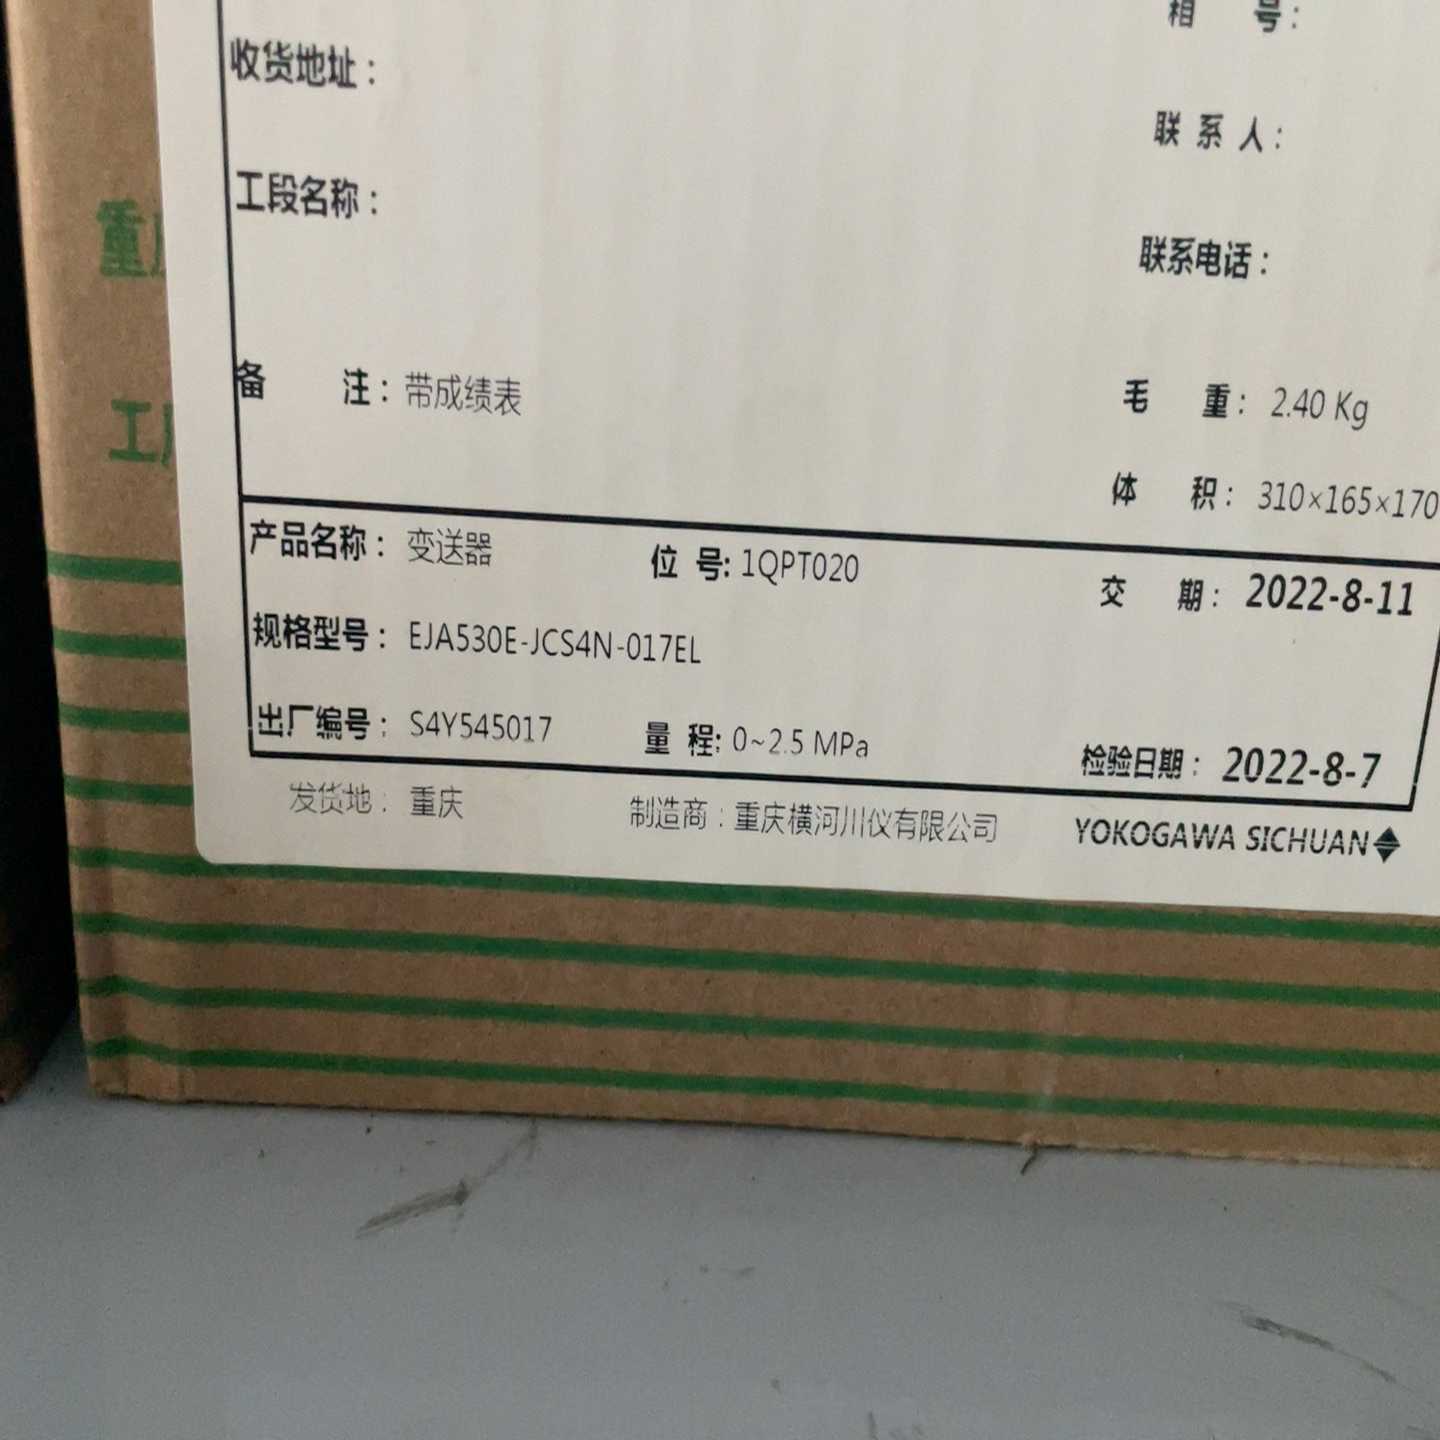 箱 号：
收货地址：
联 系 人：
工段名称：
联系电话：
备 注：带成绩表
毛 重：2.40 Kg
体 积：310×165×170
产品名称：变送器 位 号: 1QPT020 交 期：2022-8-11
规格型号：EJA530E-JCS4N-017EL
出厂编号：S4Y545017 量 程: 0~2.5 MPa 检验日期：2022-8-7
发货地：重庆 制造商：重庆横河川仪有限公司 YOKOGAWA SICHUAN
重
工